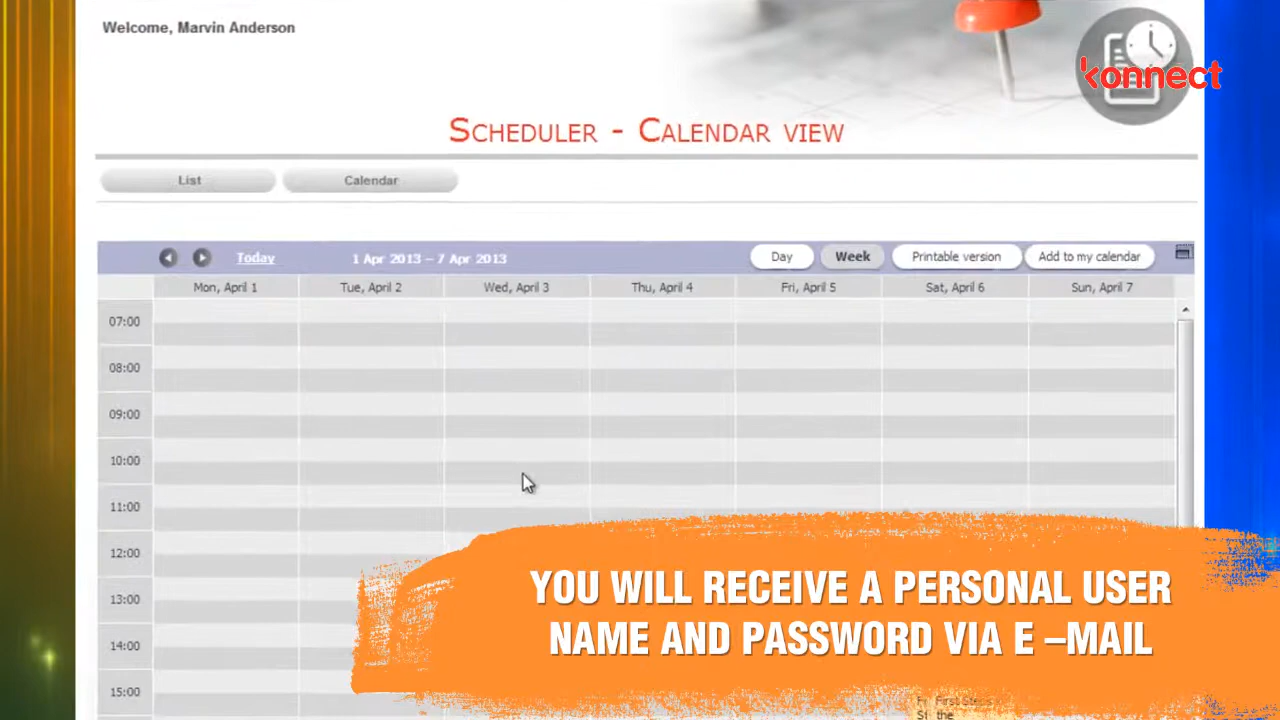 Welcome, Marvin Anderson
konnect
SCHEDULER - CALENDAR VIEW
List
Calendar
Today
1 Apr 2013 – 7 Apr 2013
Day
Week
Printable version
Add to my calendar
Mon, April 1
Tue, April 2
Wed, April 3
Thu, April 4
Fri, April 5
Sat, April 6
Sun, April 7
07:00
08:00
09:00
10:00
11:00
12:00
13:00
14:00
15:00
YOU WILL RECEIVE A PERSONAL USER
NAME AND PASSWORD VIA E –MAIL
First Steps
the